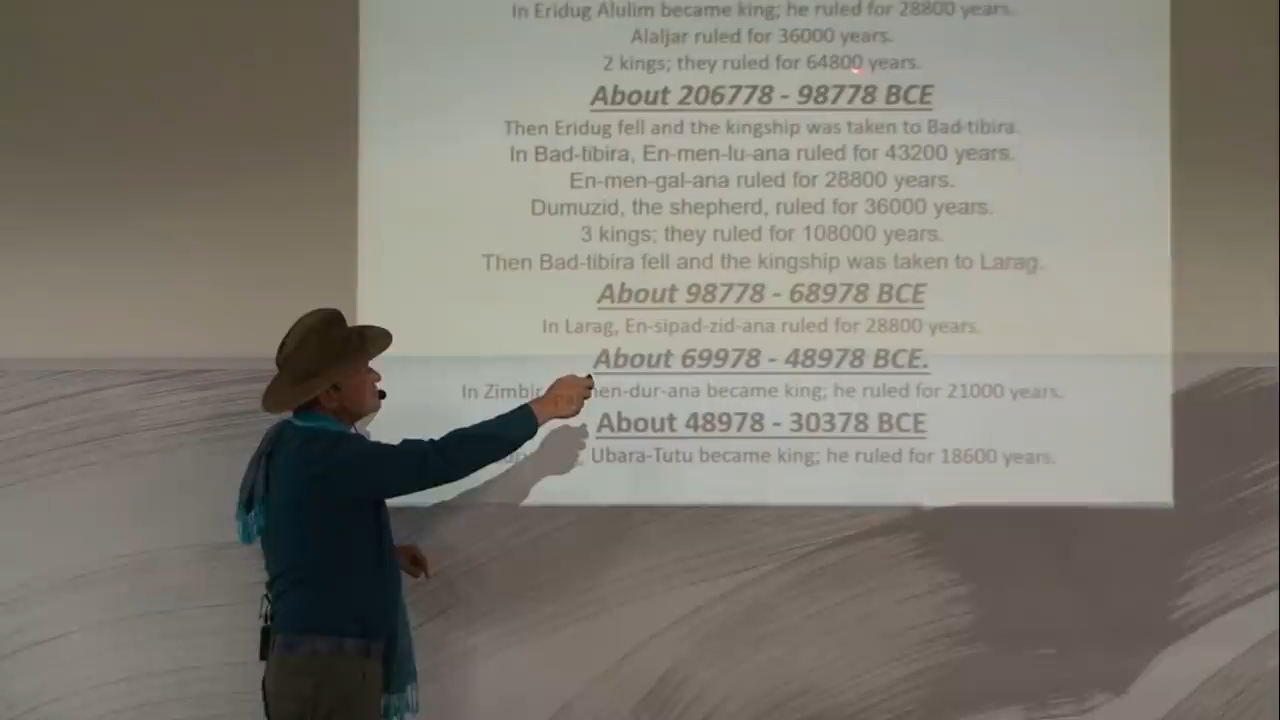 In Eridug Alulim became king; he ruled for 28800 years.
Alaljar ruled for 36000 years.
2 kings; they ruled for 64800 years.
About 206778 - 98778 BCE
Then Eridug fell and the kingship was taken to Bad-tibira.
In Bad-tibira, En-men-lu-ana ruled for 43200 years.
En-men-gal-ana ruled for 28800 years.
Dumuzid, the shepherd, ruled for 36000 years.
3 kings; they ruled for 108000 years.
Then Bad-tibira fell and the kingship was taken to Larag.
About 98778 - 68978 BCE
In Larag, En-sipad-zid-ana ruled for 28800 years.
About 69978 - 48978 BCE.
In Zimbir men-dur-ana became king; he ruled for 21000 years.
About 48978 - 30378 BCE
Ubara-Tutu became king; he ruled for 18600 years.